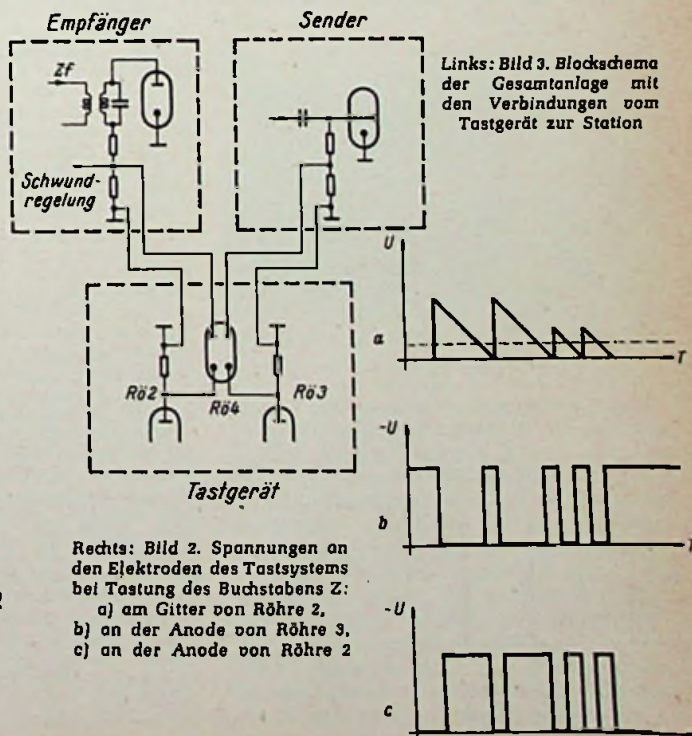 Empfänger
Sender
Zf
Schwund-
regelung
Links: Bild 3. Blockschema
der Gesamtanlage mit
den Verbindungen vom
Tastgerät zur Station
Rö2
Rö4
Rö3
Tastgerät
U
a
T
-U
b
T
-U
c
Rechts: Bild 2. Spannungen an
den Elektroden des Tastsystems
bei Tastung des Buchstabens Z:
a) am Gitter von Röhre 2,
b) an der Anode von Röhre 3,
c) an der Anode von Röhre 2